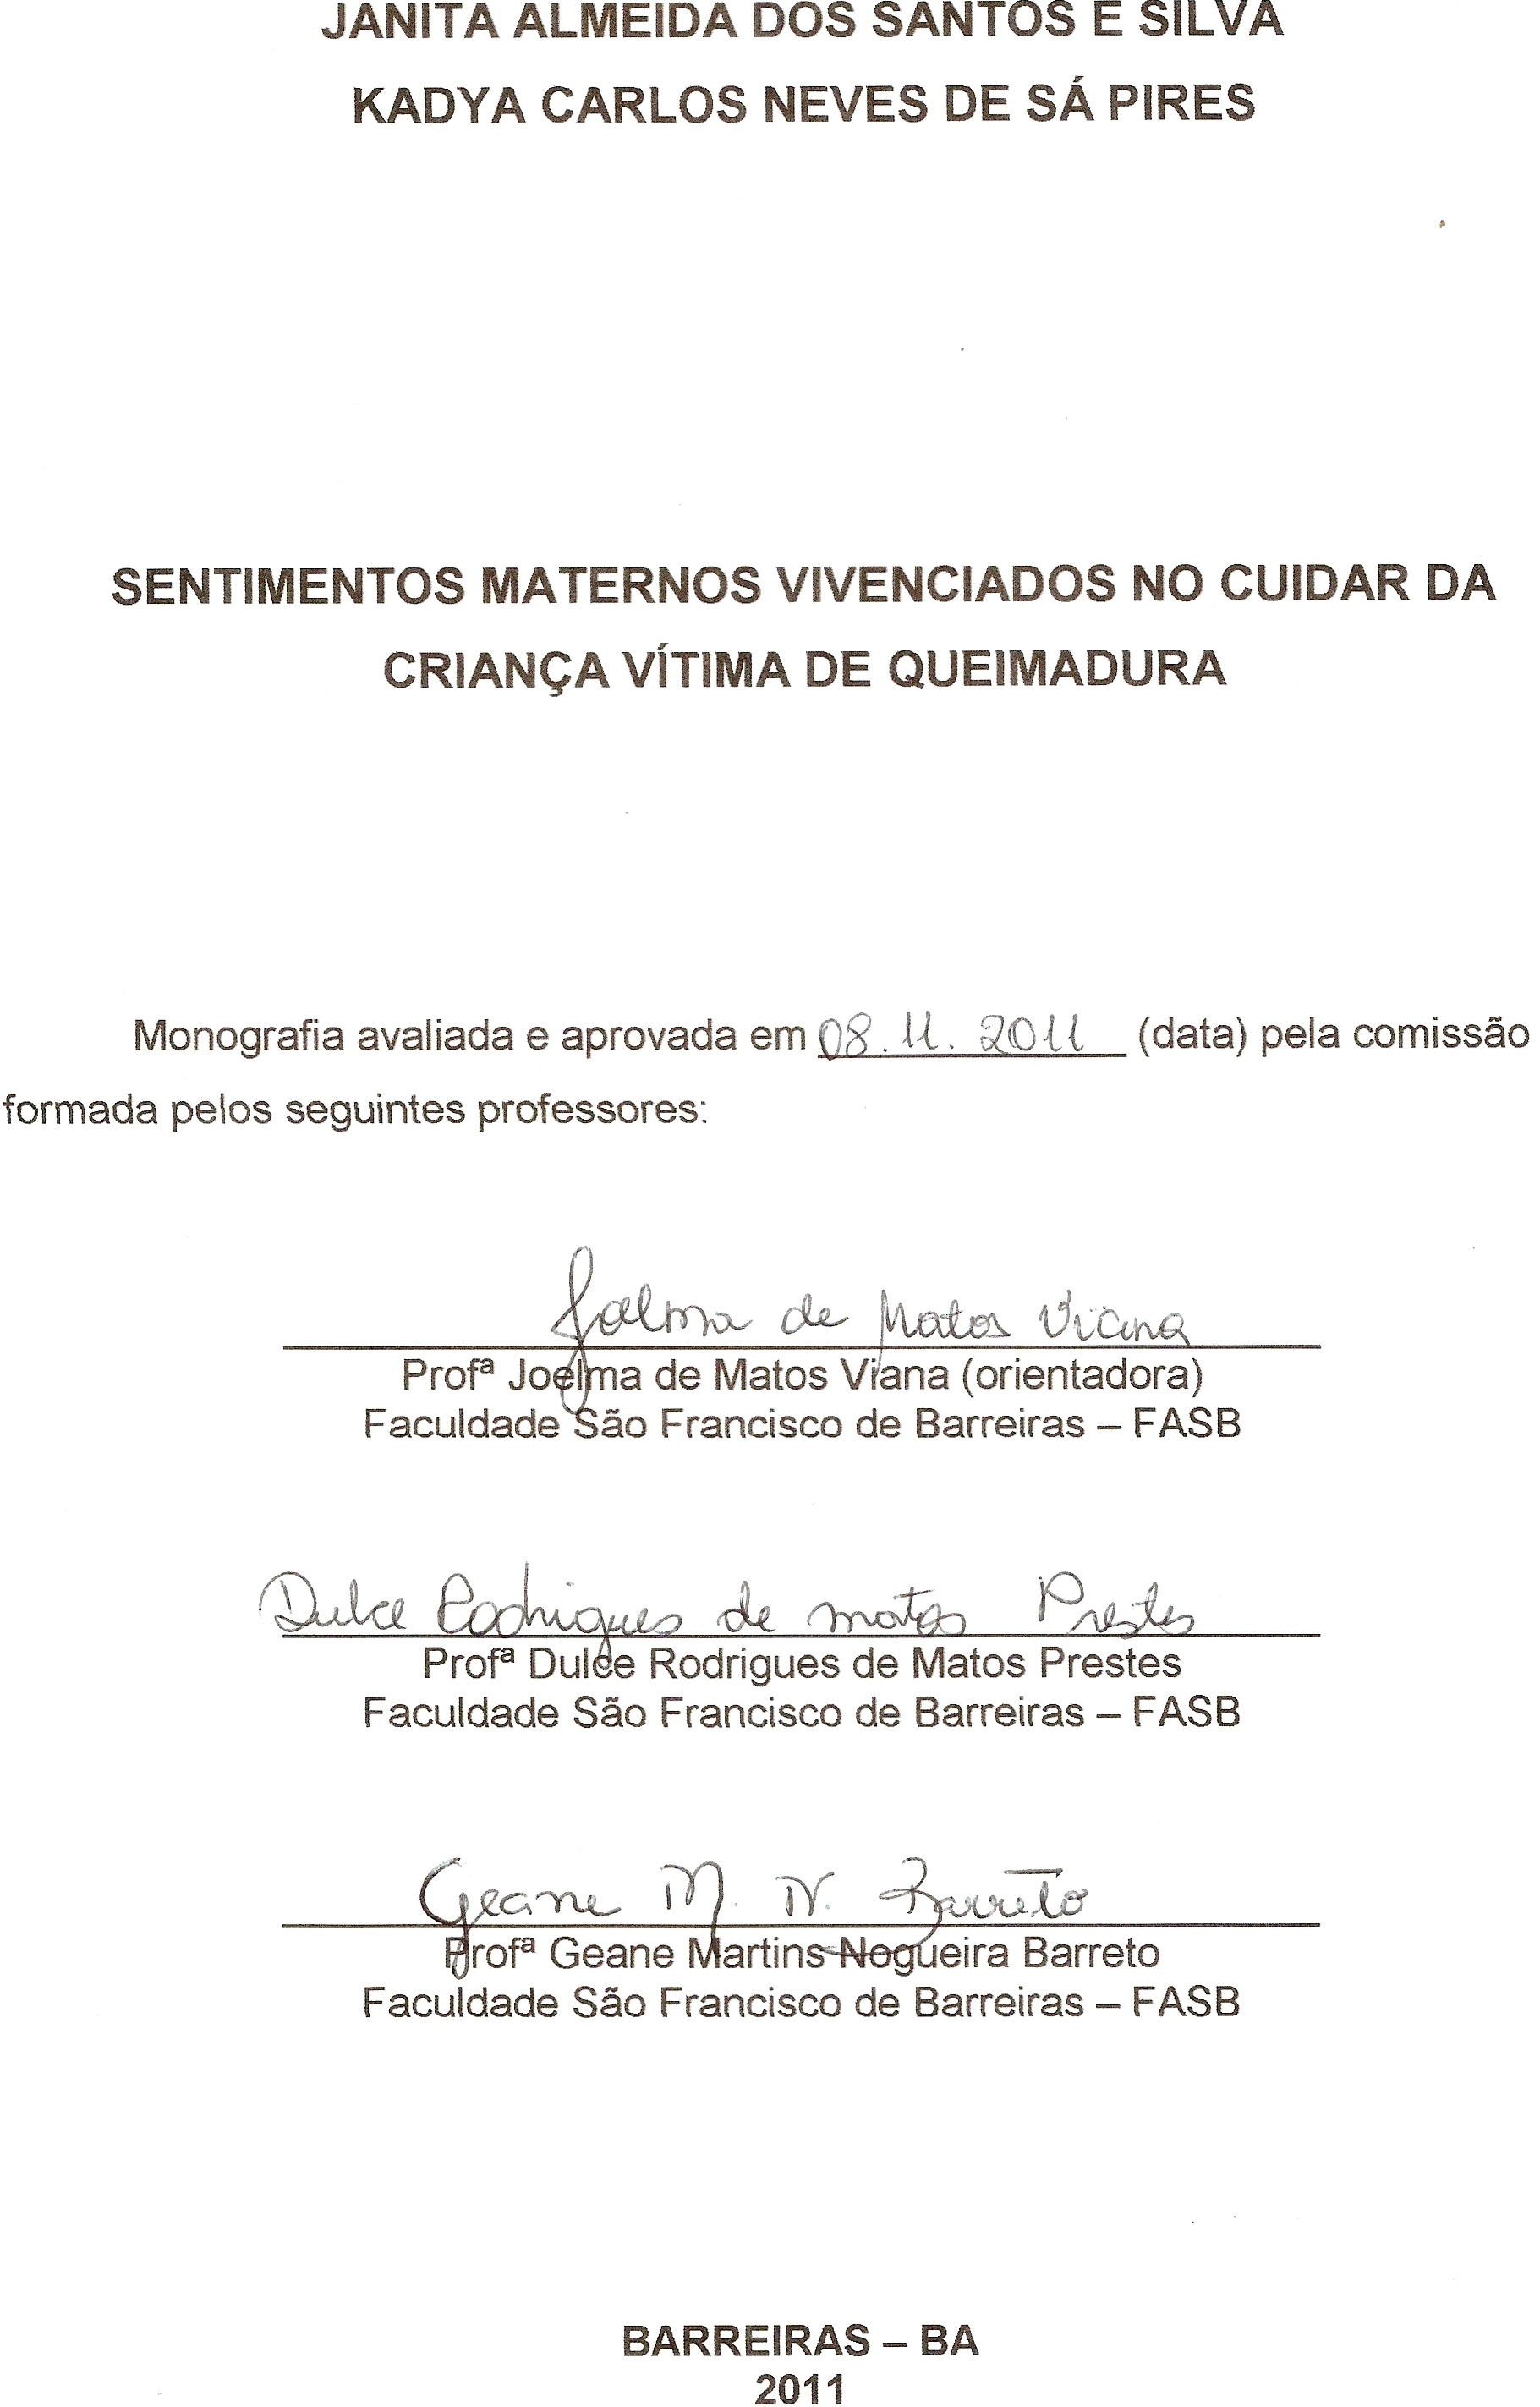 JANITA ALMEIDA DOS SANTOS E SILVA
KADYA CARLOS NEVES DE SÁ PIRES
SENTIMENTOS MATERNOS VIVENCIADOS NO CUIDAR DA
CRIANÇA VÍTIMA DE QUEIMADURA
Monografia avaliada e aprovada em 08.11.2011 (data) pela comissão
formada pelos seguintes professores:
Joelma de Matos Viana
Profª Joelma de Matos Viana (orientadora)
Faculdade São Francisco de Barreiras – FASB
Dulce Rodrigues de Matos Prestes
Profª Dulce Rodrigues de Matos Prestes
Faculdade São Francisco de Barreiras – FASB
Geane M. N. Barreto
Profª Geane Martins Nogueira Barreto
Faculdade São Francisco de Barreiras – FASB
BARREIRAS – BA
2011